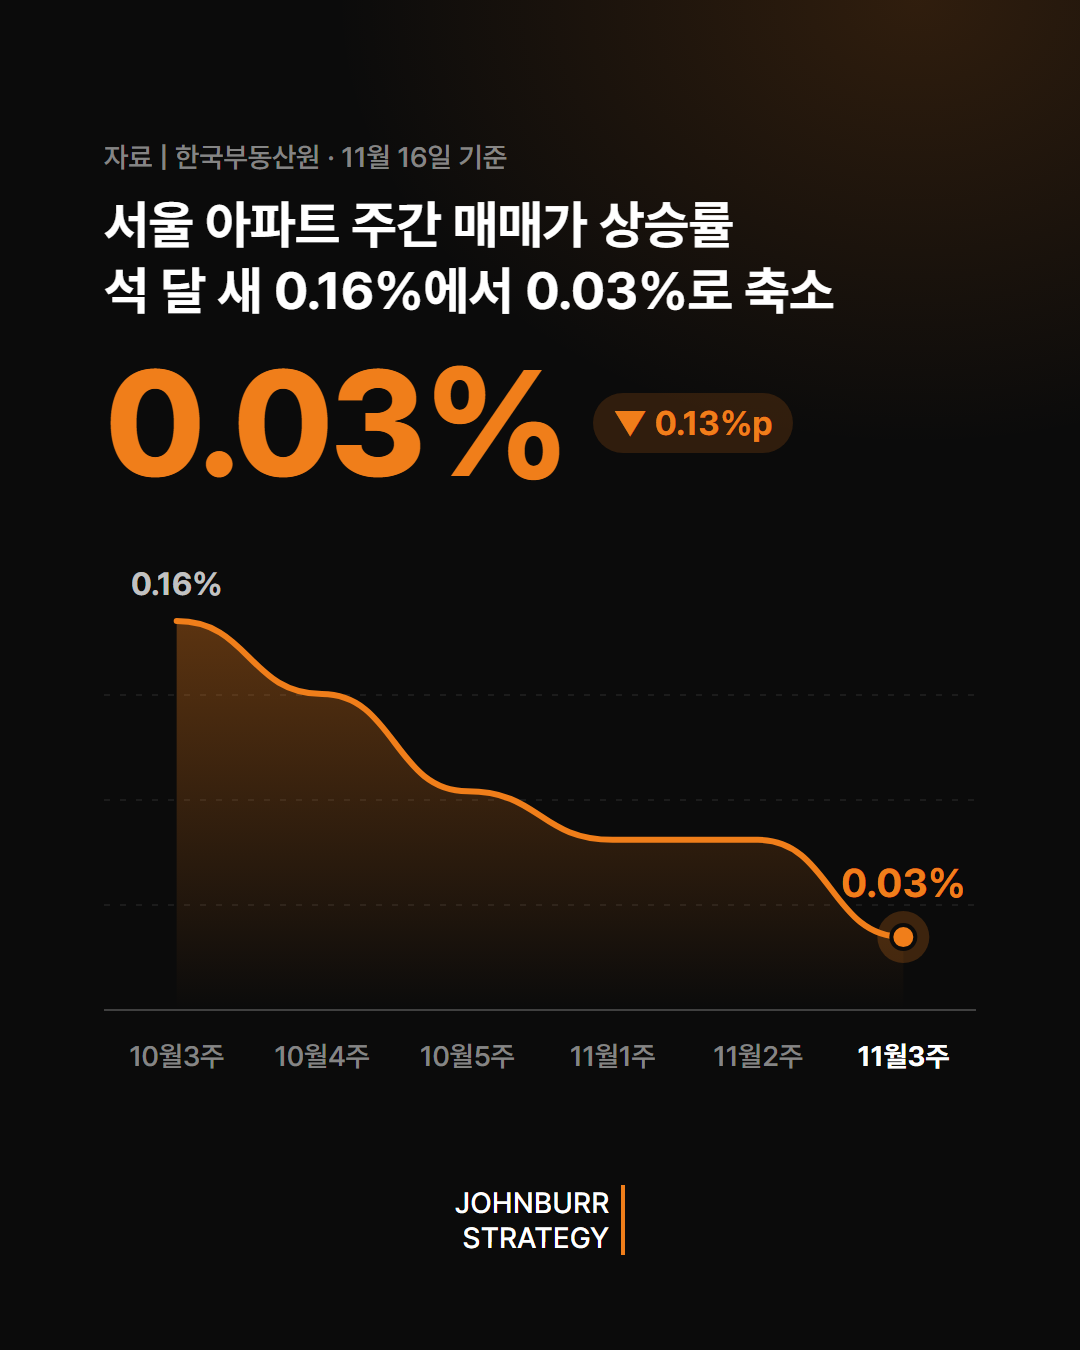 자료 | 한국부동산원 · 11월 16일 기준
서울 아파트 주간 매매가 상승률
석 달 새 0.16%에서 0.03%로 축소
0.03%
▼ 0.13%p
0.16%
0.03%
10월3주 10월4주 10월5주 11월1주 11월2주 11월3주
JOHNBURR
STRATEGY